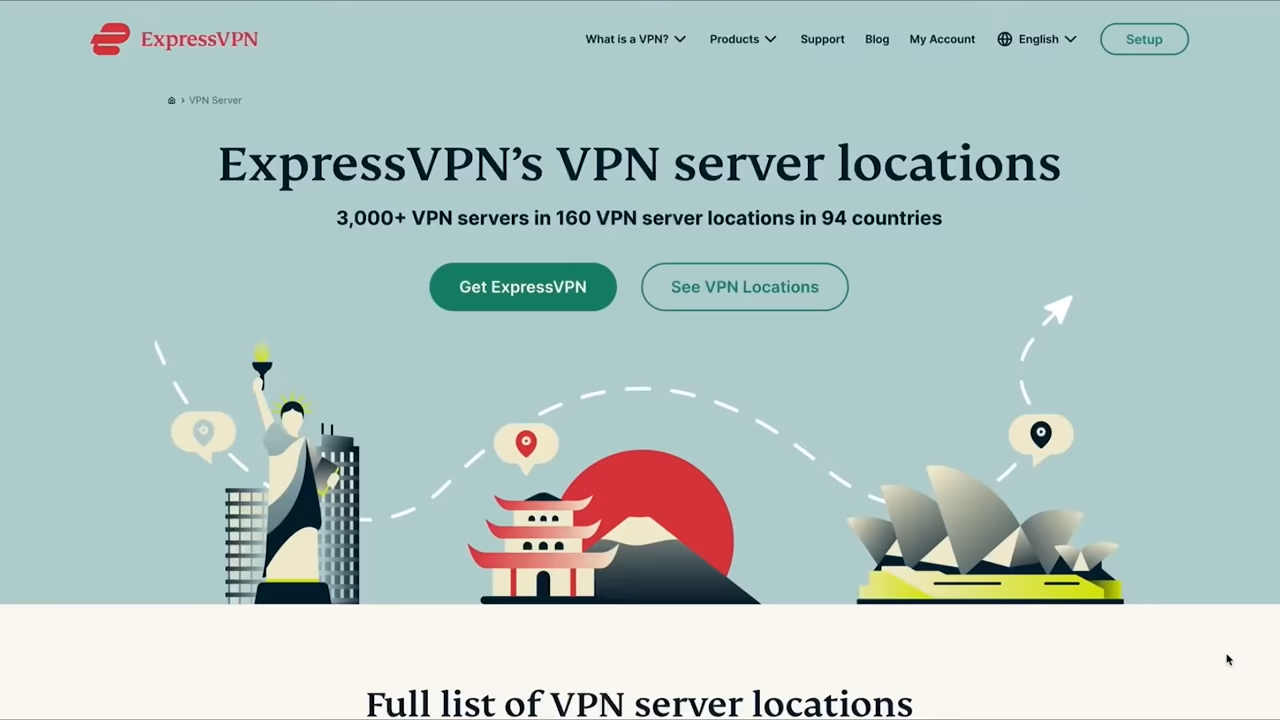 ExpressVPN
What is a VPN?
Products
Support
Blog
My Account
English
Setup
VPN Server
ExpressVPN’s VPN server locations
3,000+ VPN servers in 160 VPN server locations in 94 countries
Get ExpressVPN
See VPN Locations
Full list of VPN server locations